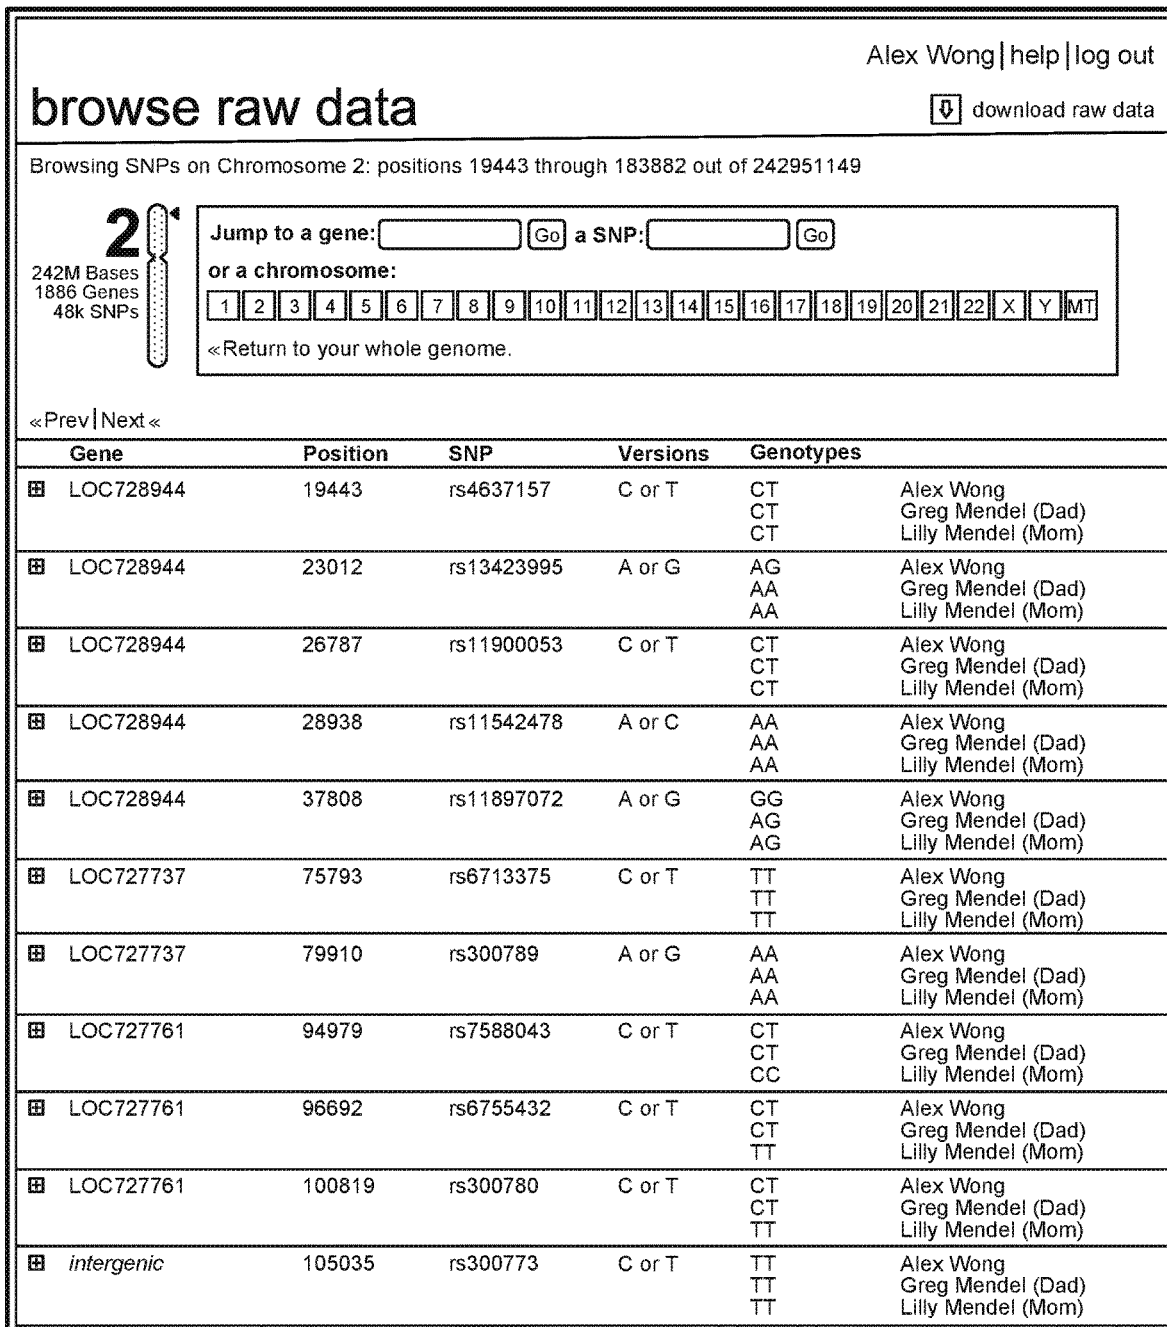 Alex Wong|help|log out
browse raw data
download raw data
Browsing SNPs on Chromosome 2: positions 19443 through 183882 out of 242951149
2
242M Bases
1886 Genes
48k SNPs
Jump to a gene: Go a SNP: Go
or a chromosome:
1 2 3 4 5 6 7 8 9 10 11 12 13 14 15 16 17 18 19 20 21 22 X Y MT
«Return to your whole genome.
«Prev|Next«
Gene Position SNP Versions Genotypes
LOC728944 19443 rs4637157 C or T CT Alex Wong
CT Greg Mendel (Dad)
CT Lilly Mendel (Mom)
LOC728944 23012 rs13423995 A or G AG Alex Wong
AA Greg Mendel (Dad)
AA Lilly Mendel (Mom)
LOC728944 26787 rs11900053 C or T CT Alex Wong
CT Greg Mendel (Dad)
CT Lilly Mendel (Mom)
LOC728944 28938 rs11542478 A or C AA Alex Wong
AA Greg Mendel (Dad)
AA Lilly Mendel (Mom)
LOC728944 37808 rs11897072 A or G GG Alex Wong
AG Greg Mendel (Dad)
AG Lilly Mendel (Mom)
LOC727737 75793 rs6713375 C or T TT Alex Wong
TT Greg Mendel (Dad)
TT Lilly Mendel (Mom)
LOC727737 79910 rs300789 A or G AA Alex Wong
AA Greg Mendel (Dad)
AA Lilly Mendel (Mom)
LOC727761 94979 rs7588043 C or T CT Alex Wong
CT Greg Mendel (Dad)
CC Lilly Mendel (Mom)
LOC727761 96692 rs6755432 C or T CT Alex Wong
CT Greg Mendel (Dad)
TT Lilly Mendel (Mom)
LOC727761 100819 rs300780 C or T CT Alex Wong
CT Greg Mendel (Dad)
TT Lilly Mendel (Mom)
intergenic 105035 rs300773 C or T TT Alex Wong
TT Greg Mendel (Dad)
TT Lilly Mendel (Mom)